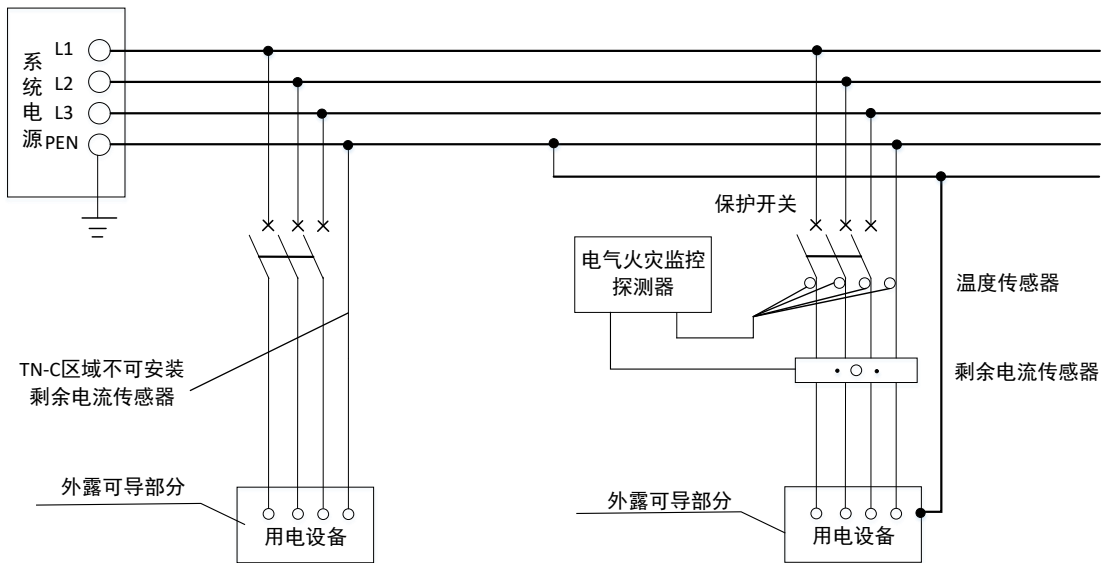 系统电源
L1
L2
L3
PEN
保护开关
电气火灾监控
探测器
温度传感器
TN-C区域不可安装
剩余电流传感器
剩余电流传感器
外露可导部分
用电设备
外露可导部分
用电设备